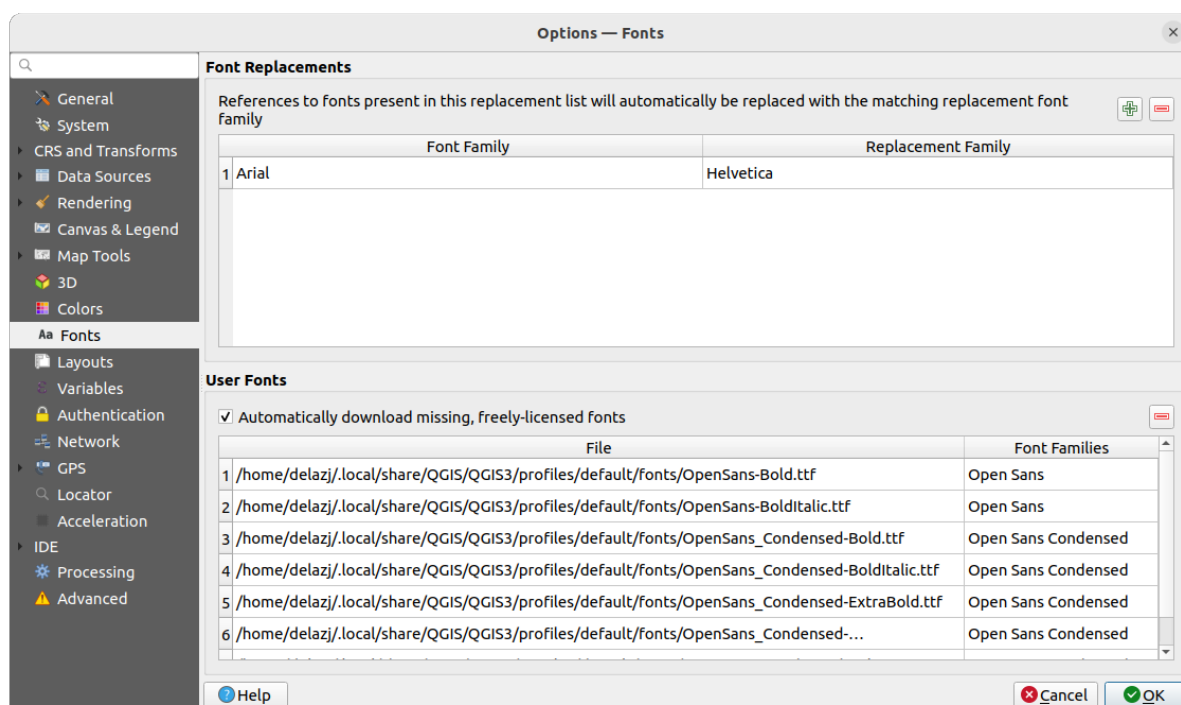 Options — Fonts
General
System
CRS and Transforms
Data Sources
Rendering
Canvas & Legend
Map Tools
3D
Colors
Aa Fonts
Layouts
Variables
Authentication
Network
GPS
Locator
Acceleration
IDE
Processing
Advanced
Font Replacements
References to fonts present in this replacement list will automatically be replaced with the matching replacement font
family
Font Family Replacement Family
1 Arial Helvetica
User Fonts
Automatically download missing, freely-licensed fonts
File Font Families
1 /home/delazj/.local/share/QGIS/QGIS3/profiles/default/fonts/OpenSans-Bold.ttf Open Sans
2 /home/delazj/.local/share/QGIS/QGIS3/profiles/default/fonts/OpenSans-BoldItalic.ttf Open Sans
3 /home/delazj/.local/share/QGIS/QGIS3/profiles/default/fonts/OpenSans_Condensed-Bold.ttf Open Sans Condensed
4 /home/delazj/.local/share/QGIS/QGIS3/profiles/default/fonts/OpenSans_Condensed-BoldItalic.ttf Open Sans Condensed
5 /home/delazj/.local/share/QGIS/QGIS3/profiles/default/fonts/OpenSans_Condensed-ExtraBold.ttf Open Sans Condensed
6 /home/delazj/.local/share/QGIS/QGIS3/profiles/default/fonts/OpenSans_Condensed-… Open Sans Condensed
Help Cancel OK